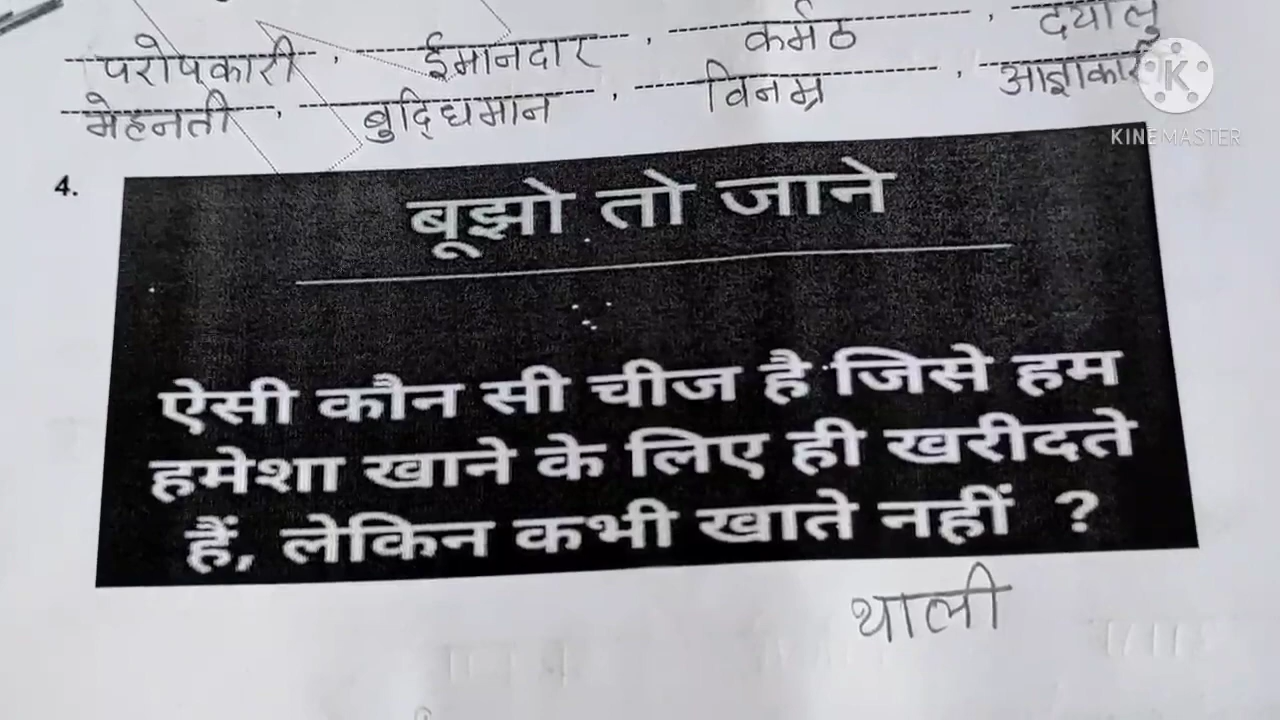 परोपकारी, ईमानदार, कर्मठ, दयालु
मेहनती, बुद्धिमान, विनम्र, आज्ञाकारी
KINEMASTER
4.
बूझो तो जाने
ऐसी कौन सी चीज है जिसे हम
हमेशा खाने के लिए ही खरीदते
हैं, लेकिन कभी खाते नहीं ?
थाली